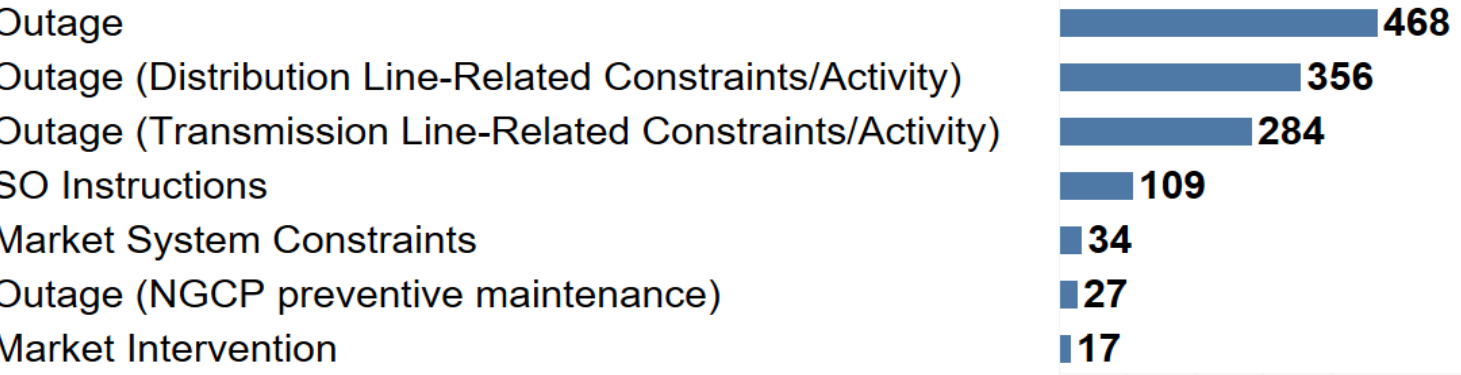 Outage 468
Outage (Distribution Line-Related Constraints/Activity) 356
Outage (Transmission Line-Related Constraints/Activity) 284
SO Instructions 109
Market System Constraints 34
Outage (NGCP preventive maintenance) 27
Market Intervention 17